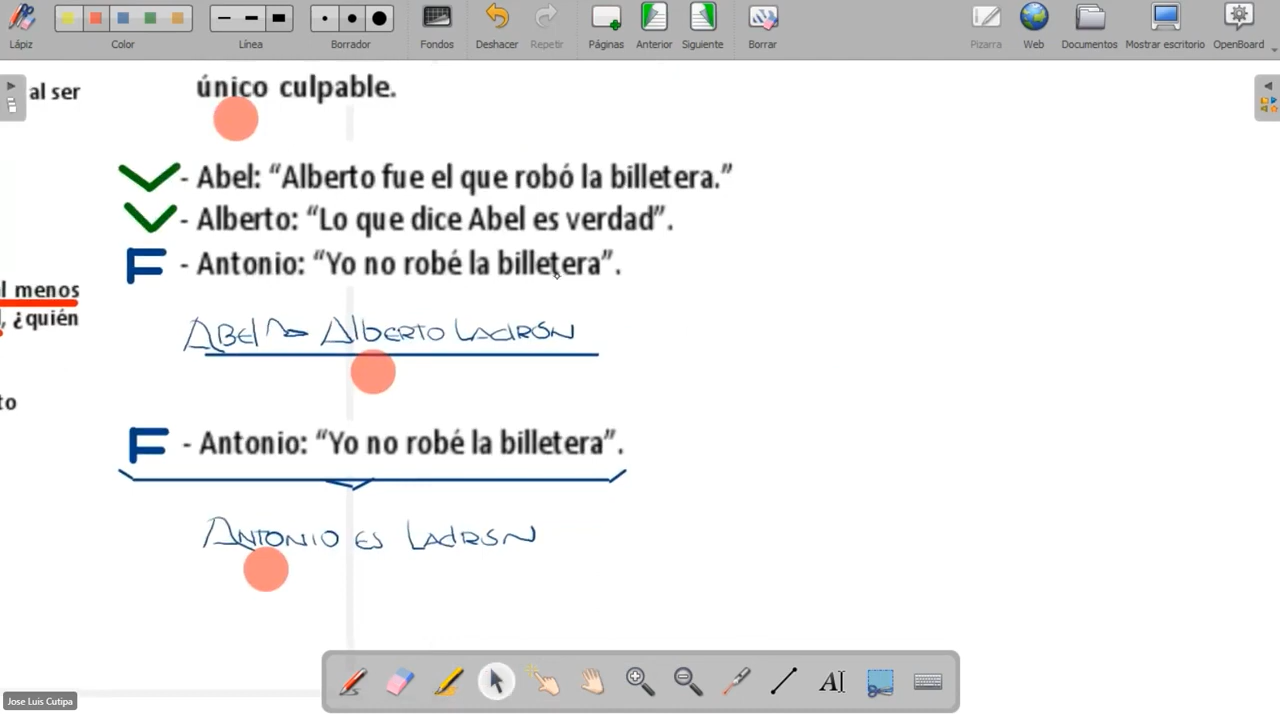 Lápiz Color Línea Borrador Fondos Deshacer Repetir Páginas Anterior Siguiente Borrar Pizarra Web Documentos Mostrar escritorio OpenBoard
al ser
único culpable.
- Abel: “Alberto fue el que robó la billetera.”
- Alberto: “Lo que dice Abel es verdad”.
F - Antonio: “Yo no robé la billetera”.
l menos
, ¿quién
ABEL Alberto Ladrón
to
F - Antonio: “Yo no robé la billetera”.
ANTONIO ES LADRÓN
AI
Jose Luis Cutipa